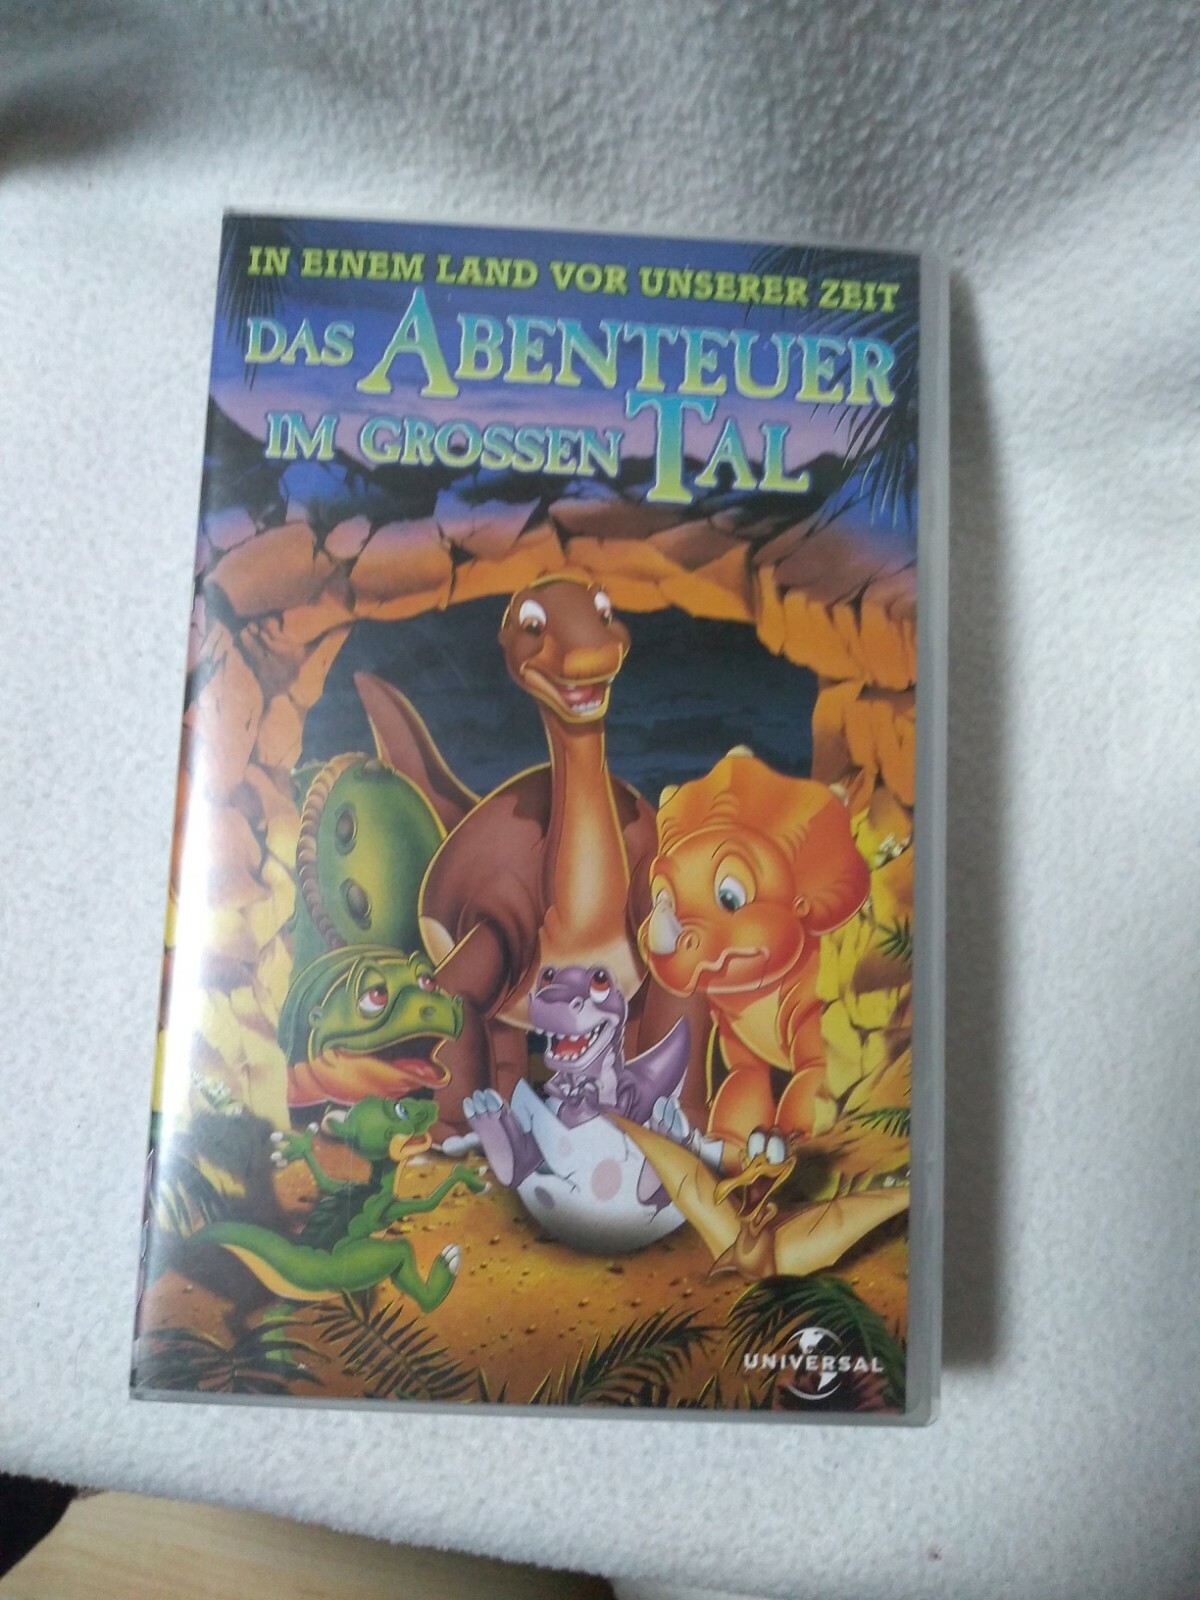 IN EINEM LAND VOR UNSERER ZEIT
DAS ABENTEUER
IM GROSSEN TAL
UNIVERSAL